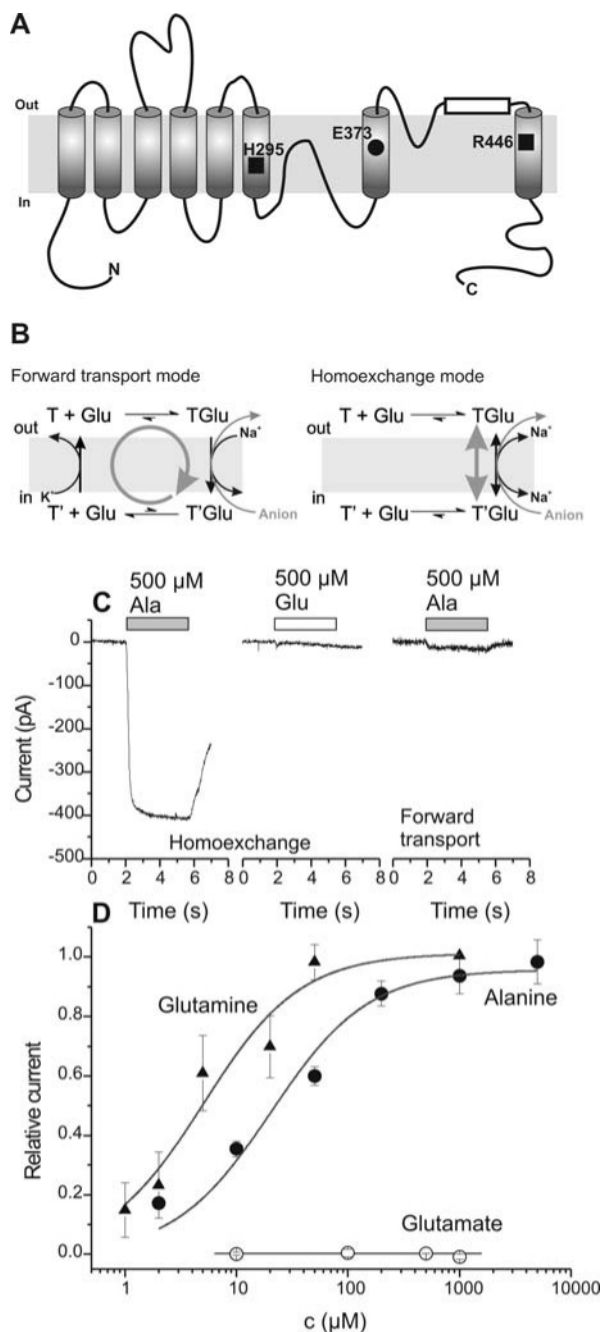 A
Out
H295
E373
R446
In
N
C
B
Forward transport mode
Homoexchange mode
T + Glu TGlu
out
Na⁺
in K⁺
T' + Glu T'Glu
Anion
T + Glu TGlu
out
Na⁺
in
Na⁺
T' + Glu T'Glu
Anion
C
500 µM
Ala
500 µM
Glu
500 µM
Ala
0
-100
-200
-300
-400
-500
Current (pA)
Homoexchange
Forward
transport
0 2 4 6 8
0 2 4 6 8
0 2 4 6 8
Time (s)
Time (s)
Time (s)
D
1.0
0.8
0.6
0.4
0.2
0.0
Relative current
Glutamine
Alanine
Glutamate
1 10 100 1000 10000
c (µM)